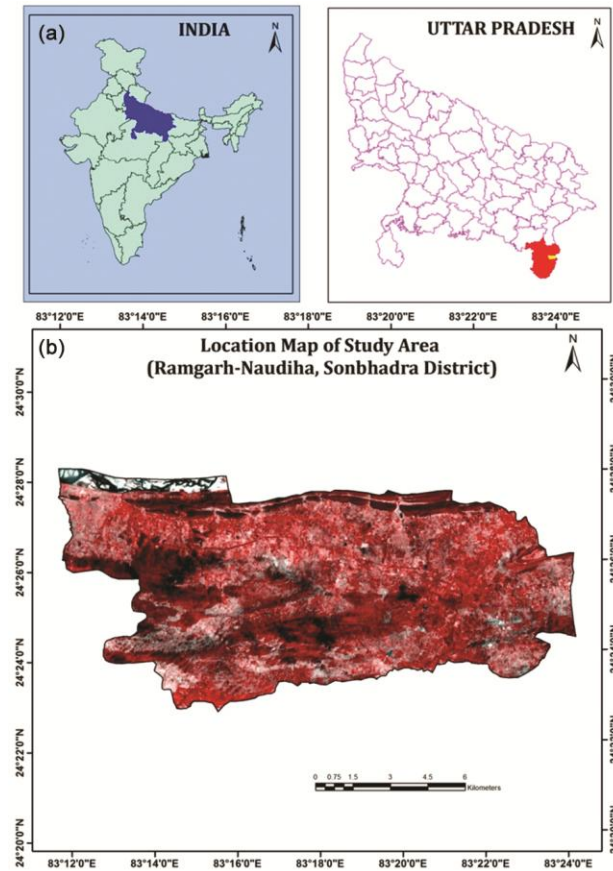 (a)
INDIA
N
UTTAR PRADESH
N
83°12'0"E 83°14'0"E 83°16'0"E 83°18'0"E 83°20'0"E 83°22'0"E 83°24'0"E
(b)
Location Map of Study Area
(Ramgarh-Naudiha, Sonbhadra District)
N
24°30'0"N
24°28'0"N
24°26'0"N
24°24'0"N
24°22'0"N
24°20'0"N
0 0.75 1.5 3 4.5 6
Kilometers
83°12'0"E 83°14'0"E 83°16'0"E 83°18'0"E 83°20'0"E 83°22'0"E 83°24'0"E